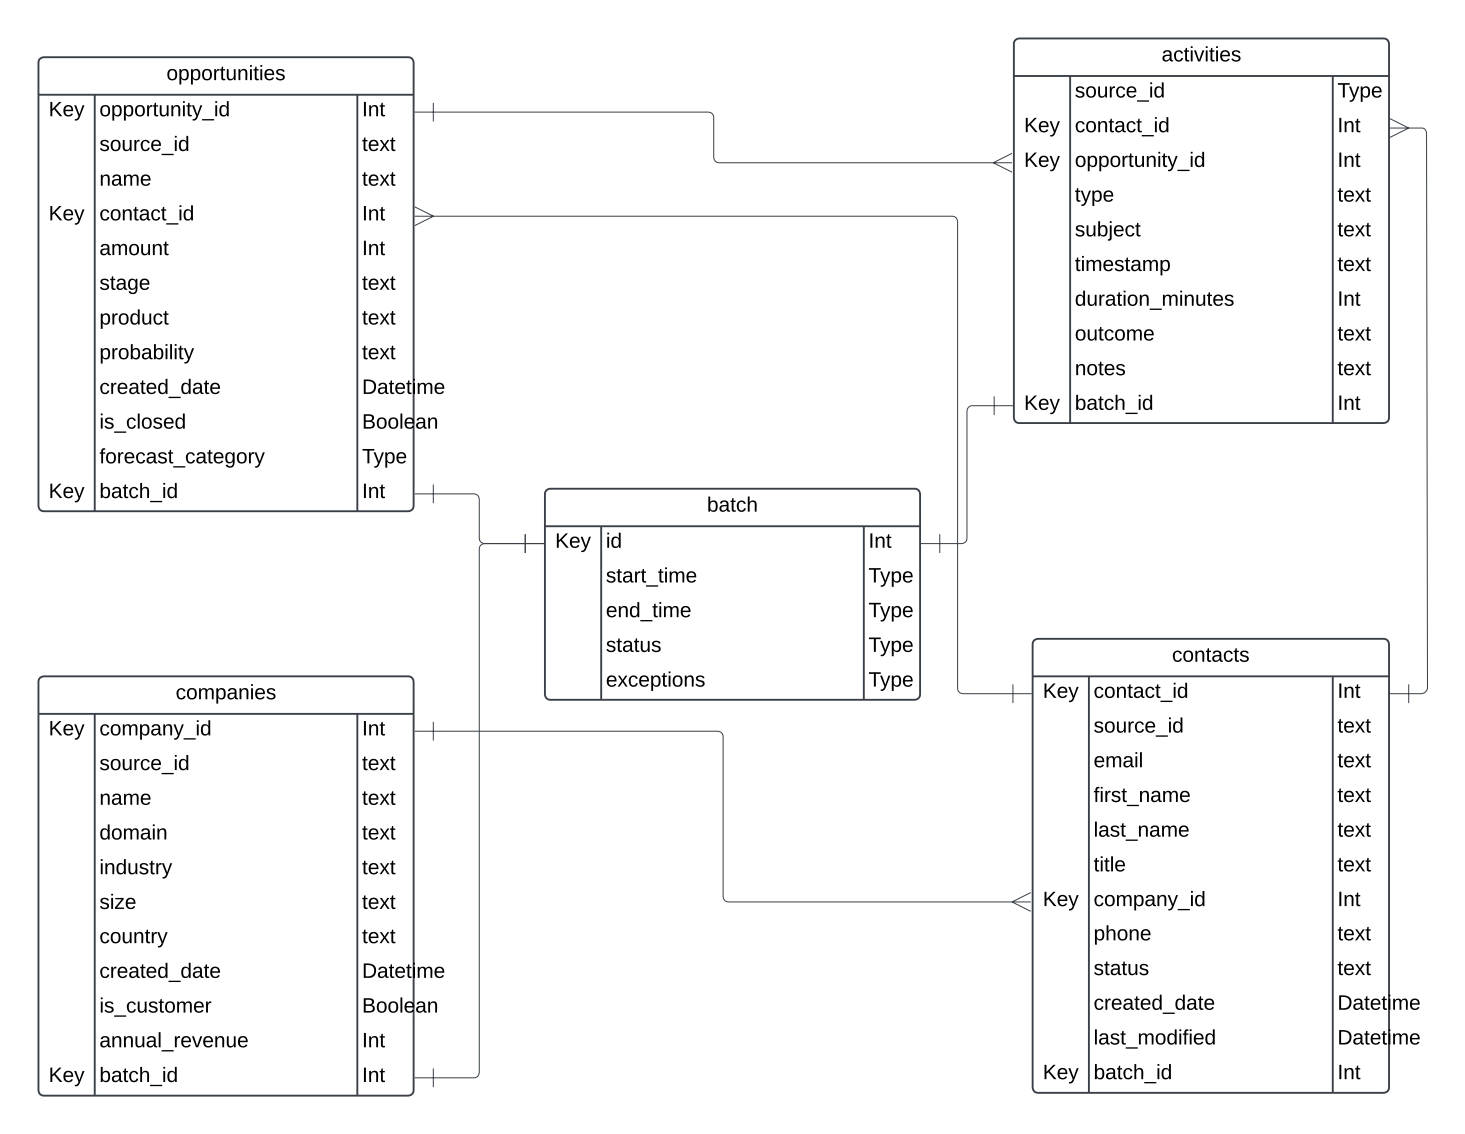 opportunities
Key opportunity_id Int
source_id text
name text
Key contact_id Int
amount Int
stage text
product text
probability text
created_date Datetime
is_closed Boolean
forecast_category Type
Key batch_id Int
activities
source_id Type
Key contact_id Int
Key opportunity_id Int
type text
subject text
timestamp text
duration_minutes Int
outcome text
notes text
Key batch_id Int
batch
Key id Int
start_time Type
end_time Type
status Type
exceptions Type
companies
Key company_id Int
source_id text
name text
domain text
industry text
size text
country text
created_date Datetime
is_customer Boolean
annual_revenue Int
Key batch_id Int
contacts
Key contact_id Int
source_id text
email text
first_name text
last_name text
title text
Key company_id Int
phone text
status text
created_date Datetime
last_modified Datetime
Key batch_id Int